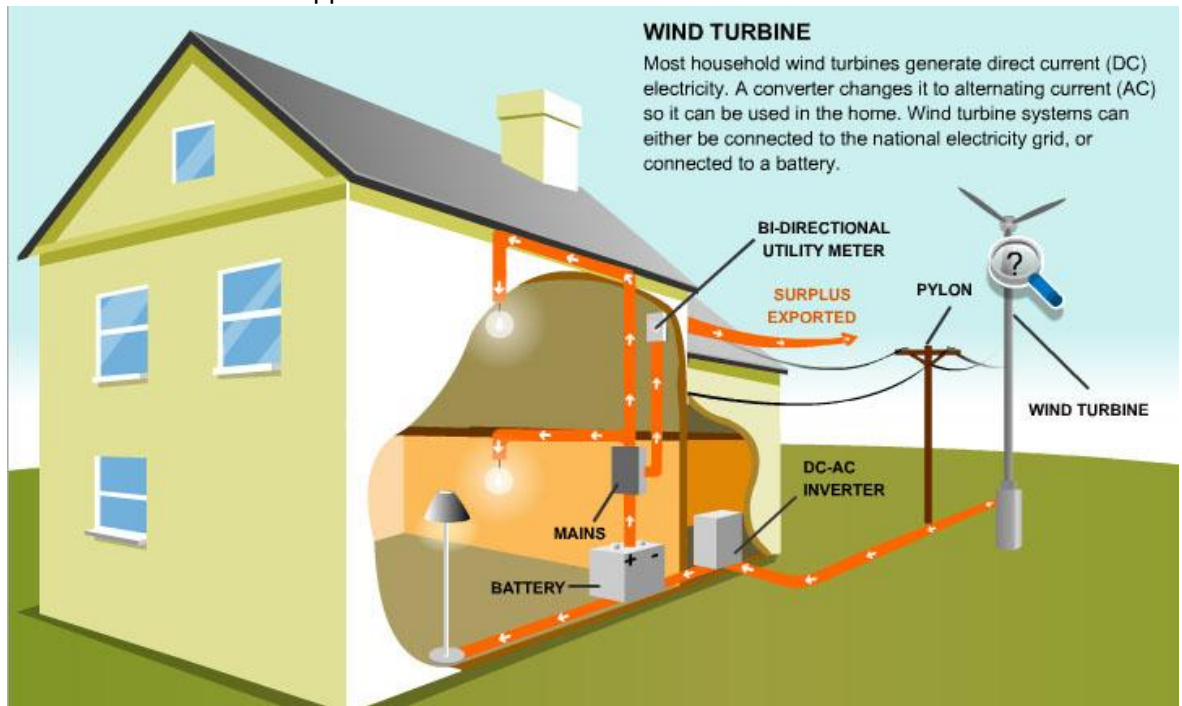 WIND TURBINE
Most household wind turbines generate direct current (DC)
electricity. A converter changes it to alternating current (AC)
so it can be used in the home. Wind turbine systems can
either be connected to the national electricity grid, or
connected to a battery.
BI-DIRECTIONAL
UTILITY METER
SURPLUS
EXPORTED
PYLON
?
WIND TURBINE
DC-AC
INVERTER
MAINS
BATTERY
+ -